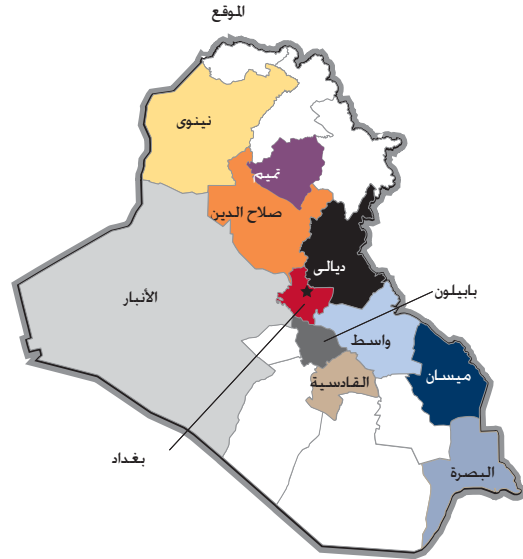 الموقع
نينوى
تميم
صلاح الدين
ديالى
الأنبار
بابيلون
واسط
ميسان
القادسية
بغداد
البصرة